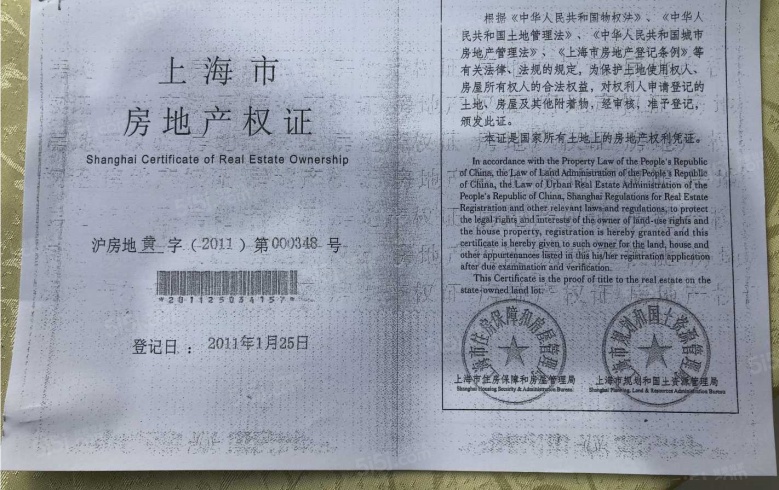 上海市
房地产权证
Shanghai Certificate of Real Estate Ownership
沪房地黄字(2011)第000348号
*201125034157*
登记日：2011年1月25日
根据《中华人民共和国物权法》、《中华人
民共和国土地管理法》、《中华人民共和国城市
房地产管理法》、《上海市房地产登记条例》等
有关法律、法规的规定，为保护土地使用权人、
房屋所有权人的合法权益，对权利人申请登记的
土地、房屋及其他附着物，经审核，准予登记，
颁发此证。
本证是国家所有土地上的房地产权利凭证。
In accordance with the Property Law of the People's Republic
of China, the Law of Land Administration of the People's Republic
of China, the Law of Urban Real Estate Administration of the
People's Republic of China, Shanghai Regulations for Real Estate
Registration and other relevant laws and regulations, to protect
the legal rights and interests of the owner of land-use rights and
the house property, registration is hereby granted and this
certificate is hereby given to such owner for the land, house and
other appurtenances listed in this his/her registration application
after due examination and verification.
This Certificate is the proof of title to the real estate on the
state-owned land lot.
上海市住房保障和房屋管理局
Shanghai Housing Security & Administration Bureau
上海市规划和国土资源管理局
Shanghai Planning, Land & Resources Administration Bureau